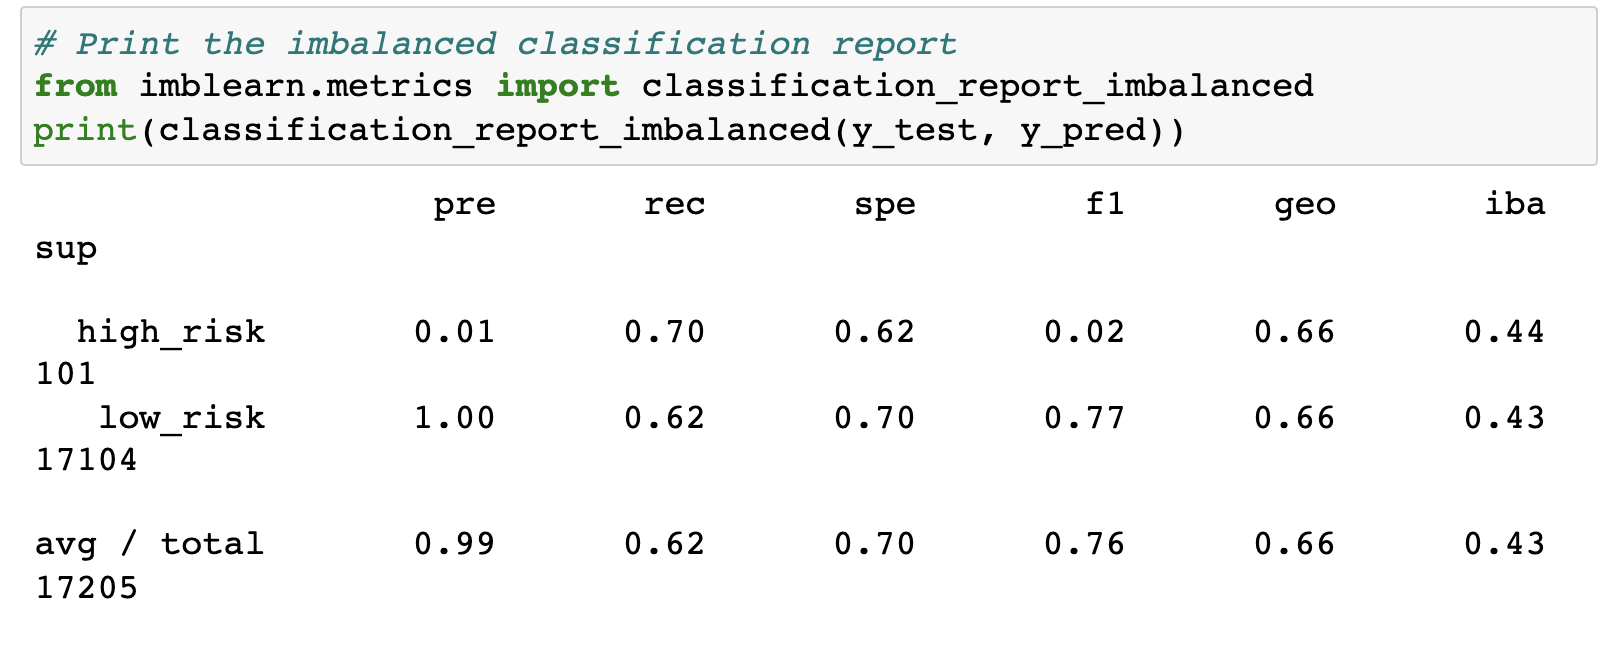 # Print the imbalanced classification report
from imblearn.metrics import classification_report_imbalanced
print(classification_report_imbalanced(y_test, y_pred))
pre rec spe f1 geo iba
sup
high_risk 0.01 0.70 0.62 0.02 0.66 0.44
101
low_risk 1.00 0.62 0.70 0.77 0.66 0.43
17104
avg / total 0.99 0.62 0.70 0.76 0.66 0.43
17205